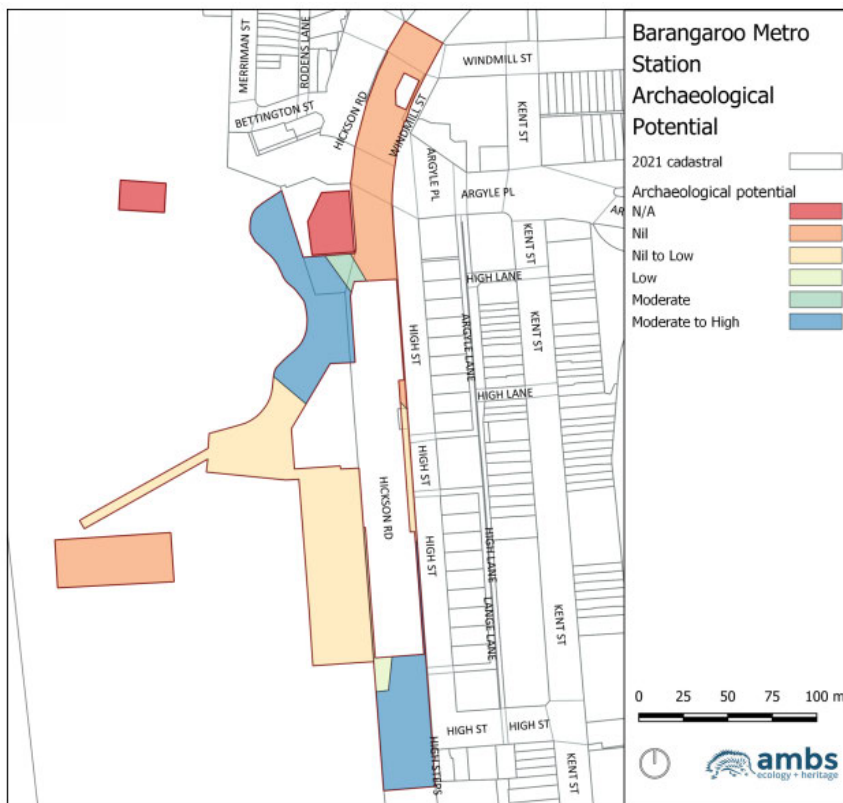 MERRIMAN ST
RODENS LANE
BETTINGTON ST
HICKSON RD
WINDMILL ST
WINDMILL ST
KENT ST
ARGYLE PL
ARGYLE PL
AR
KENT ST
HIGH LANE
HIGH ST
ARGYLE LANE
KENT ST
HIGH LANE
HIGH ST
HICKSON RD
HIGH ST
HIGH LANE
LANGE LANE
KENT ST
HIGH ST
HIGH ST
HIGH STEPS
KENT ST
Barangaroo Metro
Station
Archaeological
Potential
2021 cadastral
Archaeological potential
N/A
Nil
Nil to Low
Low
Moderate
Moderate to High
0 25 50 75 100 m
ambs
ecology + heritage